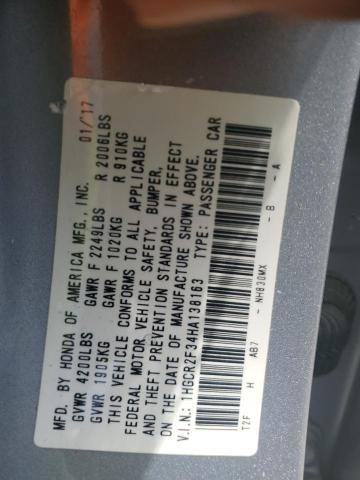 MFD. BY HONDA OF AMERICA MFG., INC. 01/'17
GVWR 4200LBS GAWR F 2249LBS R 2006LBS
GVWR 1905KG GAWR F 1020KG R 910KG
THIS VEHICLE CONFORMS TO ALL APPLICABLE
FEDERAL MOTOR VEHICLE SAFETY, BUMPER,
AND THEFT PREVENTION STANDARDS IN EFFECT
ON THE DATE OF MANUFACTURE SHOWN ABOVE.
V.I.N.: 1HGCR2F34HA138163 TYPE: PASSENGER CAR
T2F H AB7 - NH830MX - B - A